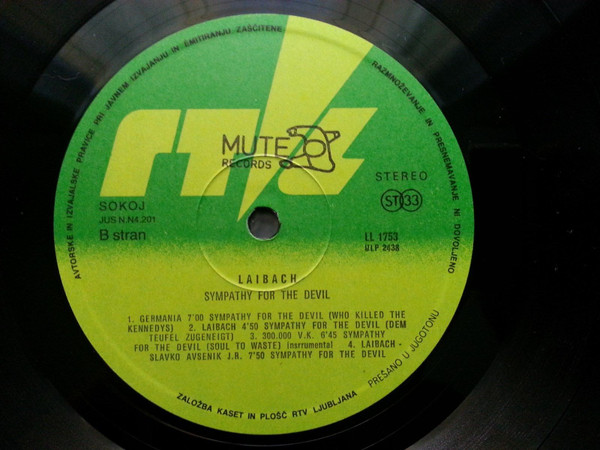 AVTORSKE IN IZVAJALSKE PRAVICE PRI JAVNEM IZVAJANJU IN EMITIRANJU ZAŠČITENE
RAZMNOŽEVANJE IN PRESNEMAVANJE NI DOVOLJENO
rtvs
MUTE
RECORDS
STEREO
SOKOJ
JUS N.N4.201
B stran
ST 33
LL 1753
ULP 2438
LAIBACH
SYMPATHY FOR THE DEVIL
1. GERMANIA 7'00 SYMPATHY FOR THE DEVIL (WHO KILLED THE
KENNEDYS) 2. LAIBACH 4'50 SYMPATHY FOR THE DEVIL (DEM
TEUFEL ZUGENEIGT) 3. 300.000 V.K. 6'45 SYMPATHY
FOR THE DEVIL (SOUL TO WASTE) insrrumental 4. LAIBACH -
SLAVKO AVSENIK J.R. 7'50 SYMPATHY FOR THE DEVIL
ZALOŽBA KASET IN PLOŠČ RTV LJUBLJANA
PREŠANO U JUGOTONU